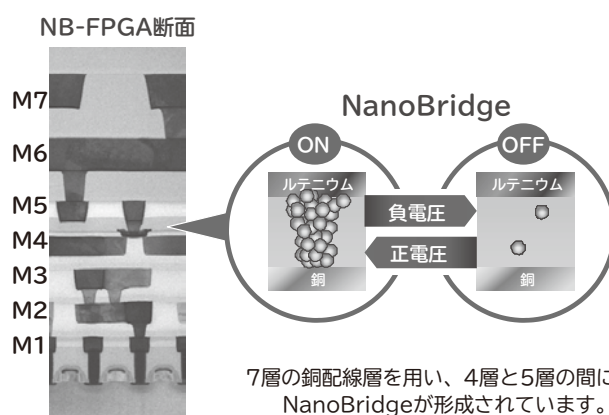 NB-FPGA断面
M7
M6
M5
M4
M3
M2
M1
NanoBridge
ON
OFF
ルテニウム
ルテニウム
負電圧
正電圧
銅
銅
7層の銅配線層を用い、4層と5層の間に
NanoBridgeが形成されています。